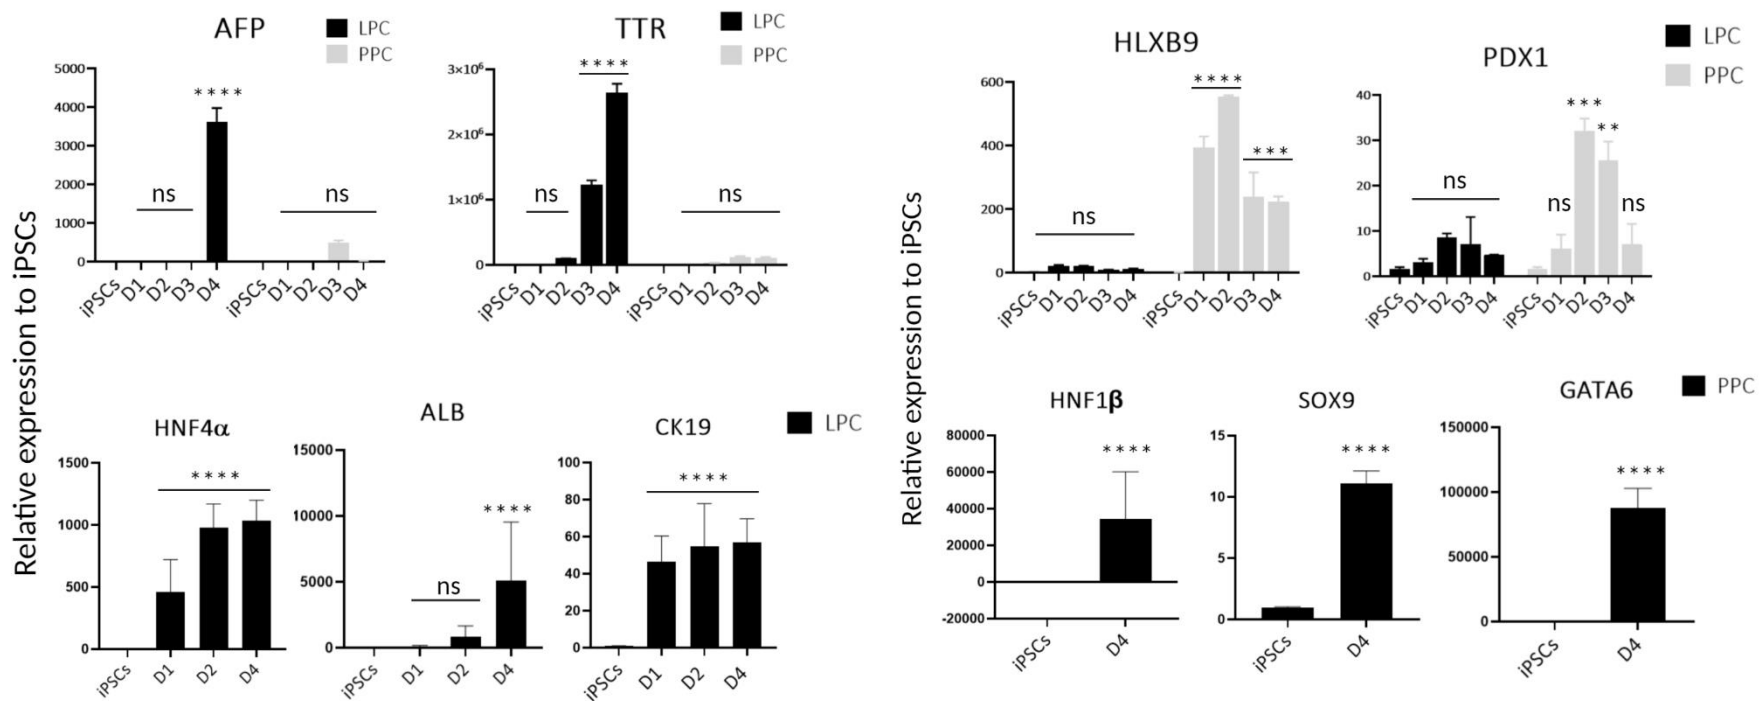 Relative expression to iPSCs
AFP
LPC
PPC
5000
4000
3000
2000
1000
0
ns
****
ns
iPSCs D1 D2 D3 D4 iPSCs D1 D2 D3 D4
TTR
LPC
PPC
3×10⁶
2×10⁶
1×10⁶
0
ns
****
ns
iPSCs D1 D2 D3 D4 iPSCs D1 D2 D3 D4
HNF4α
1500
1000
500
0
****
iPSCs D1 D2 D4
ALB
15000
10000
5000
0
ns
****
iPSCs D1 D2 D4
CK19
LPC
100
80
60
40
20
0
****
iPSCs D1 D2 D4
Relative expression to iPSCs
HLXB9
600
400
200
0
ns
****
***
iPSCs D1 D2 D3 D4 iPSCs D1 D2 D3 D4
PDX1
LPC
PPC
40
30
20
10
0
ns
ns
***
**
ns
iPSCs D1 D2 D3 D4 iPSCs D1 D2 D3 D4
HNF1β
80000
60000
40000
20000
0
-20000
****
iPSCs D4
SOX9
15
10
5
0
****
iPSCs D4
GATA6
PPC
150000
100000
50000
0
****
iPSCs D4